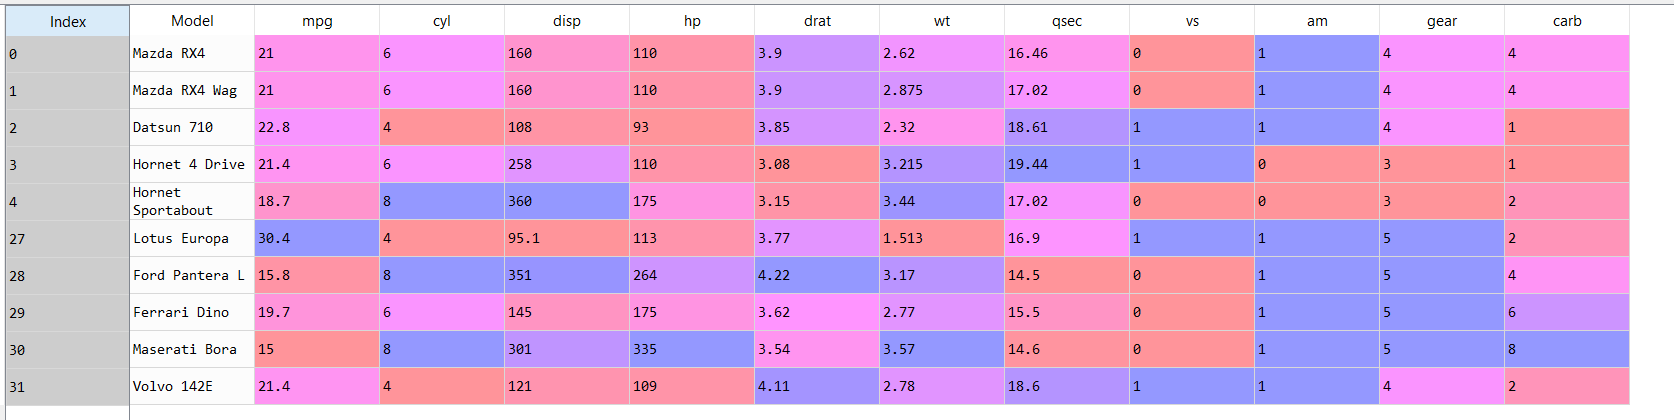 Index Model mpg cyl disp hp drat wt qsec vs am gear carb
0 Mazda RX4 21 6 160 110 3.9 2.62 16.46 0 1 4 4
1 Mazda RX4 Wag 21 6 160 110 3.9 2.875 17.02 0 1 4 4
2 Datsun 710 22.8 4 108 93 3.85 2.32 18.61 1 1 4 1
3 Hornet 4 Drive 21.4 6 258 110 3.08 3.215 19.44 1 0 3 1
4 Hornet Sportabout 18.7 8 360 175 3.15 3.44 17.02 0 0 3 2
27 Lotus Europa 30.4 4 95.1 113 3.77 1.513 16.9 1 1 5 2
28 Ford Pantera L 15.8 8 351 264 4.22 3.17 14.5 0 1 5 4
29 Ferrari Dino 19.7 6 145 175 3.62 2.77 15.5 0 1 5 6
30 Maserati Bora 15 8 301 335 3.54 3.57 14.6 0 1 5 8
31 Volvo 142E 21.4 4 121 109 4.11 2.78 18.6 1 1 4 2